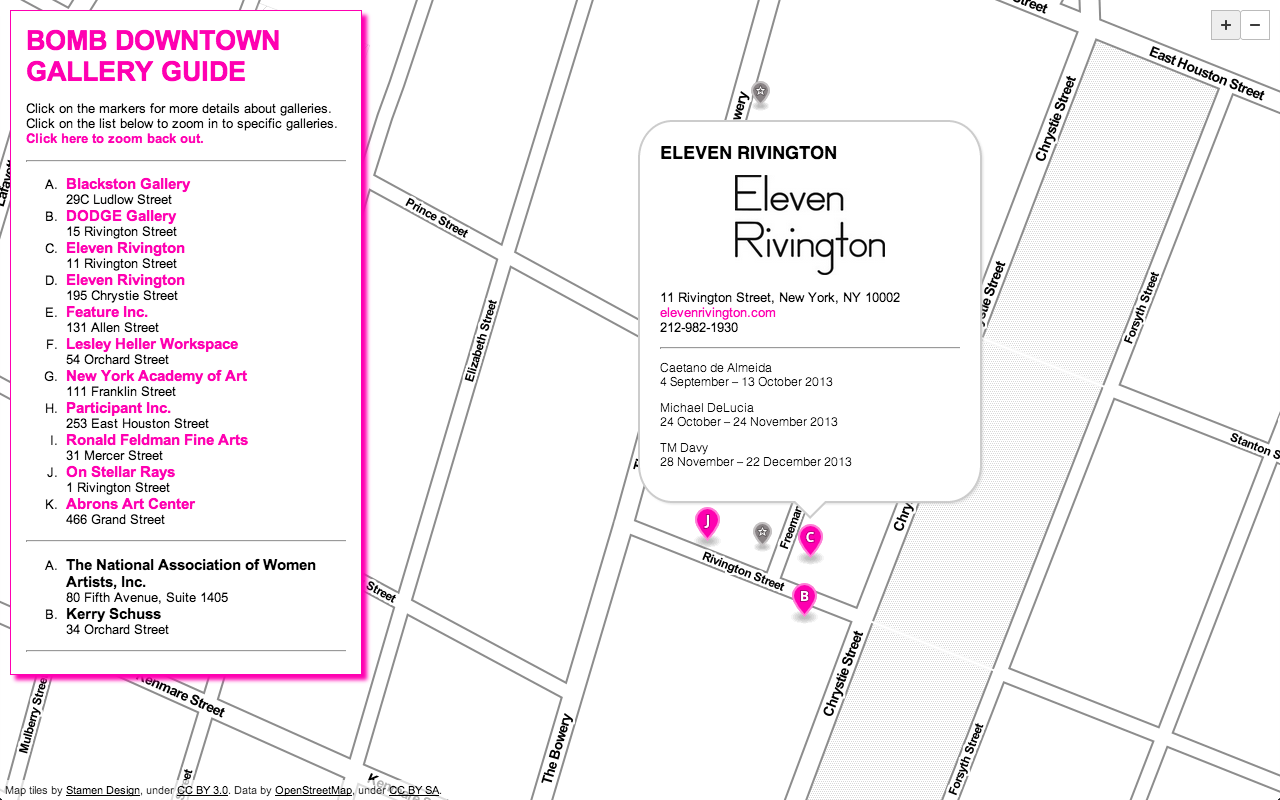 BOMB DOWNTOWN
GALLERY GUIDE
Click on the markers for more details about galleries.
Click on the list below to zoom in to specific galleries.
Click here to zoom back out.
A. Blackston Gallery
29C Ludlow Street
B. DODGE Gallery
15 Rivington Street
C. Eleven Rivington
11 Rivington Street
D. Eleven Rivington
195 Chrystie Street
E. Feature Inc.
131 Allen Street
F. Lesley Heller Workspace
54 Orchard Street
G. New York Academy of Art
111 Franklin Street
H. Participant Inc.
253 East Houston Street
I. Ronald Feldman Fine Arts
31 Mercer Street
J. On Stellar Rays
1 Rivington Street
K. Abrons Art Center
466 Grand Street
A. The National Association of Women
Artists, Inc.
80 Fifth Avenue, Suite 1405
B. Kerry Schuss
34 Orchard Street
ELEVEN RIVINGTON
Eleven
Rivington
11 Rivington Street, New York, NY 10002
elevenrivington.com
212-982-1930
Caetano de Almeida
4 September – 13 October 2013
Michael DeLucia
24 October – 24 November 2013
TM Davy
28 November – 22 December 2013
+ −
East Houston Street
Chrystie Street
Prince Street
Elizabeth Street
Forsyth Street
Stanton S
J
C
B
Freeman
Rivington Street
Street
Chrystie Street
Kenmare Street
Mulberry Street
The Bowery
Forsyth Street
Map tiles by Stamen Design, under CC BY 3.0. Data by OpenStreetMap, under CC BY SA.